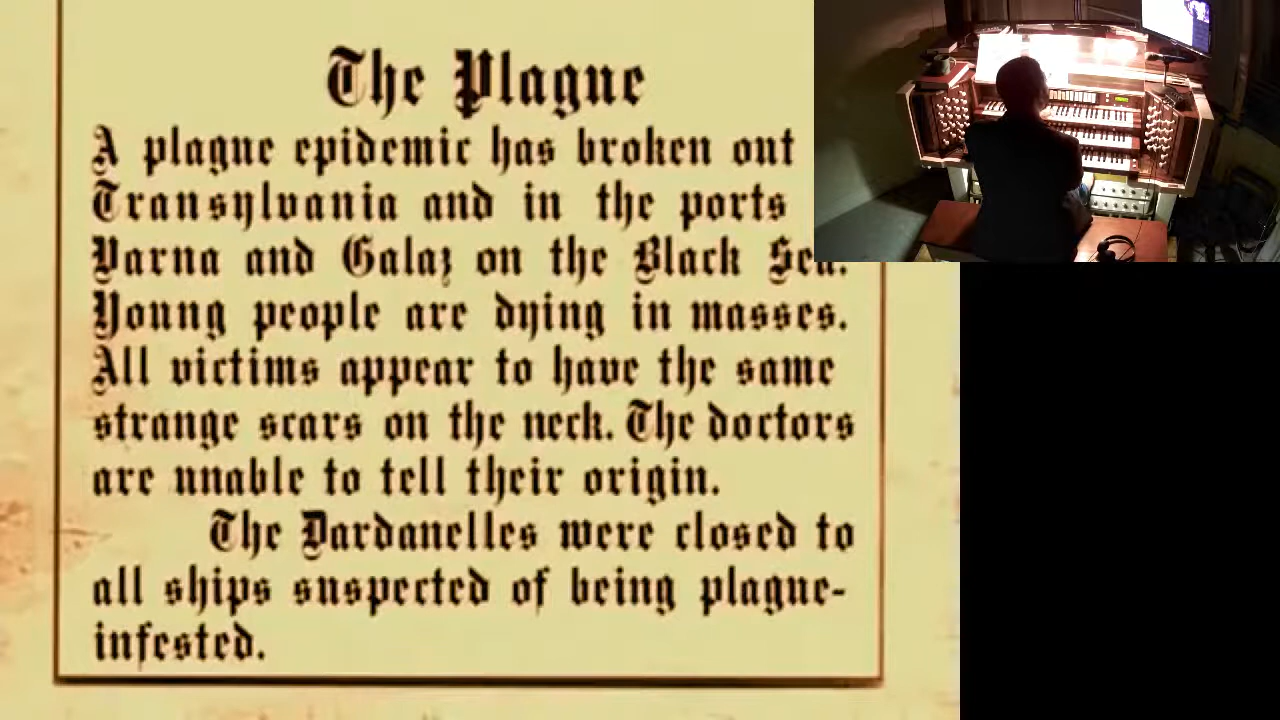 The Plague
A plague epidemic has broken out
Transylvania and in the ports
Varna and Galaz on the Black Sea.
Young people are dying in masses.
All victims appear to have the same
strange scars on the neck. The doctors
are unable to tell their origin.
The Dardanelles were closed to
all ships suspected of being plague-
infested.